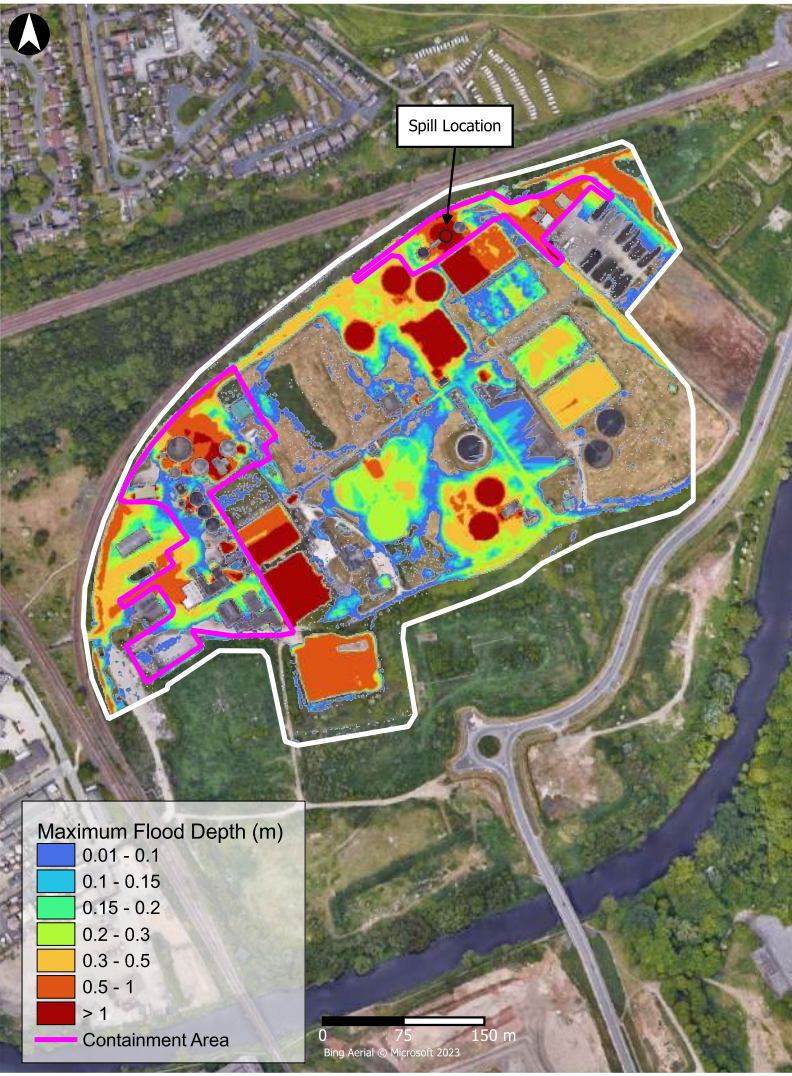 Spill Location
Maximum Flood Depth (m)
0.01 - 0.1
0.1 - 0.15
0.15 - 0.2
0.2 - 0.3
0.3 - 0.5
0.5 - 1
> 1
Containment Area
0 75 150 m
Bing Aerial © Microsoft 2023